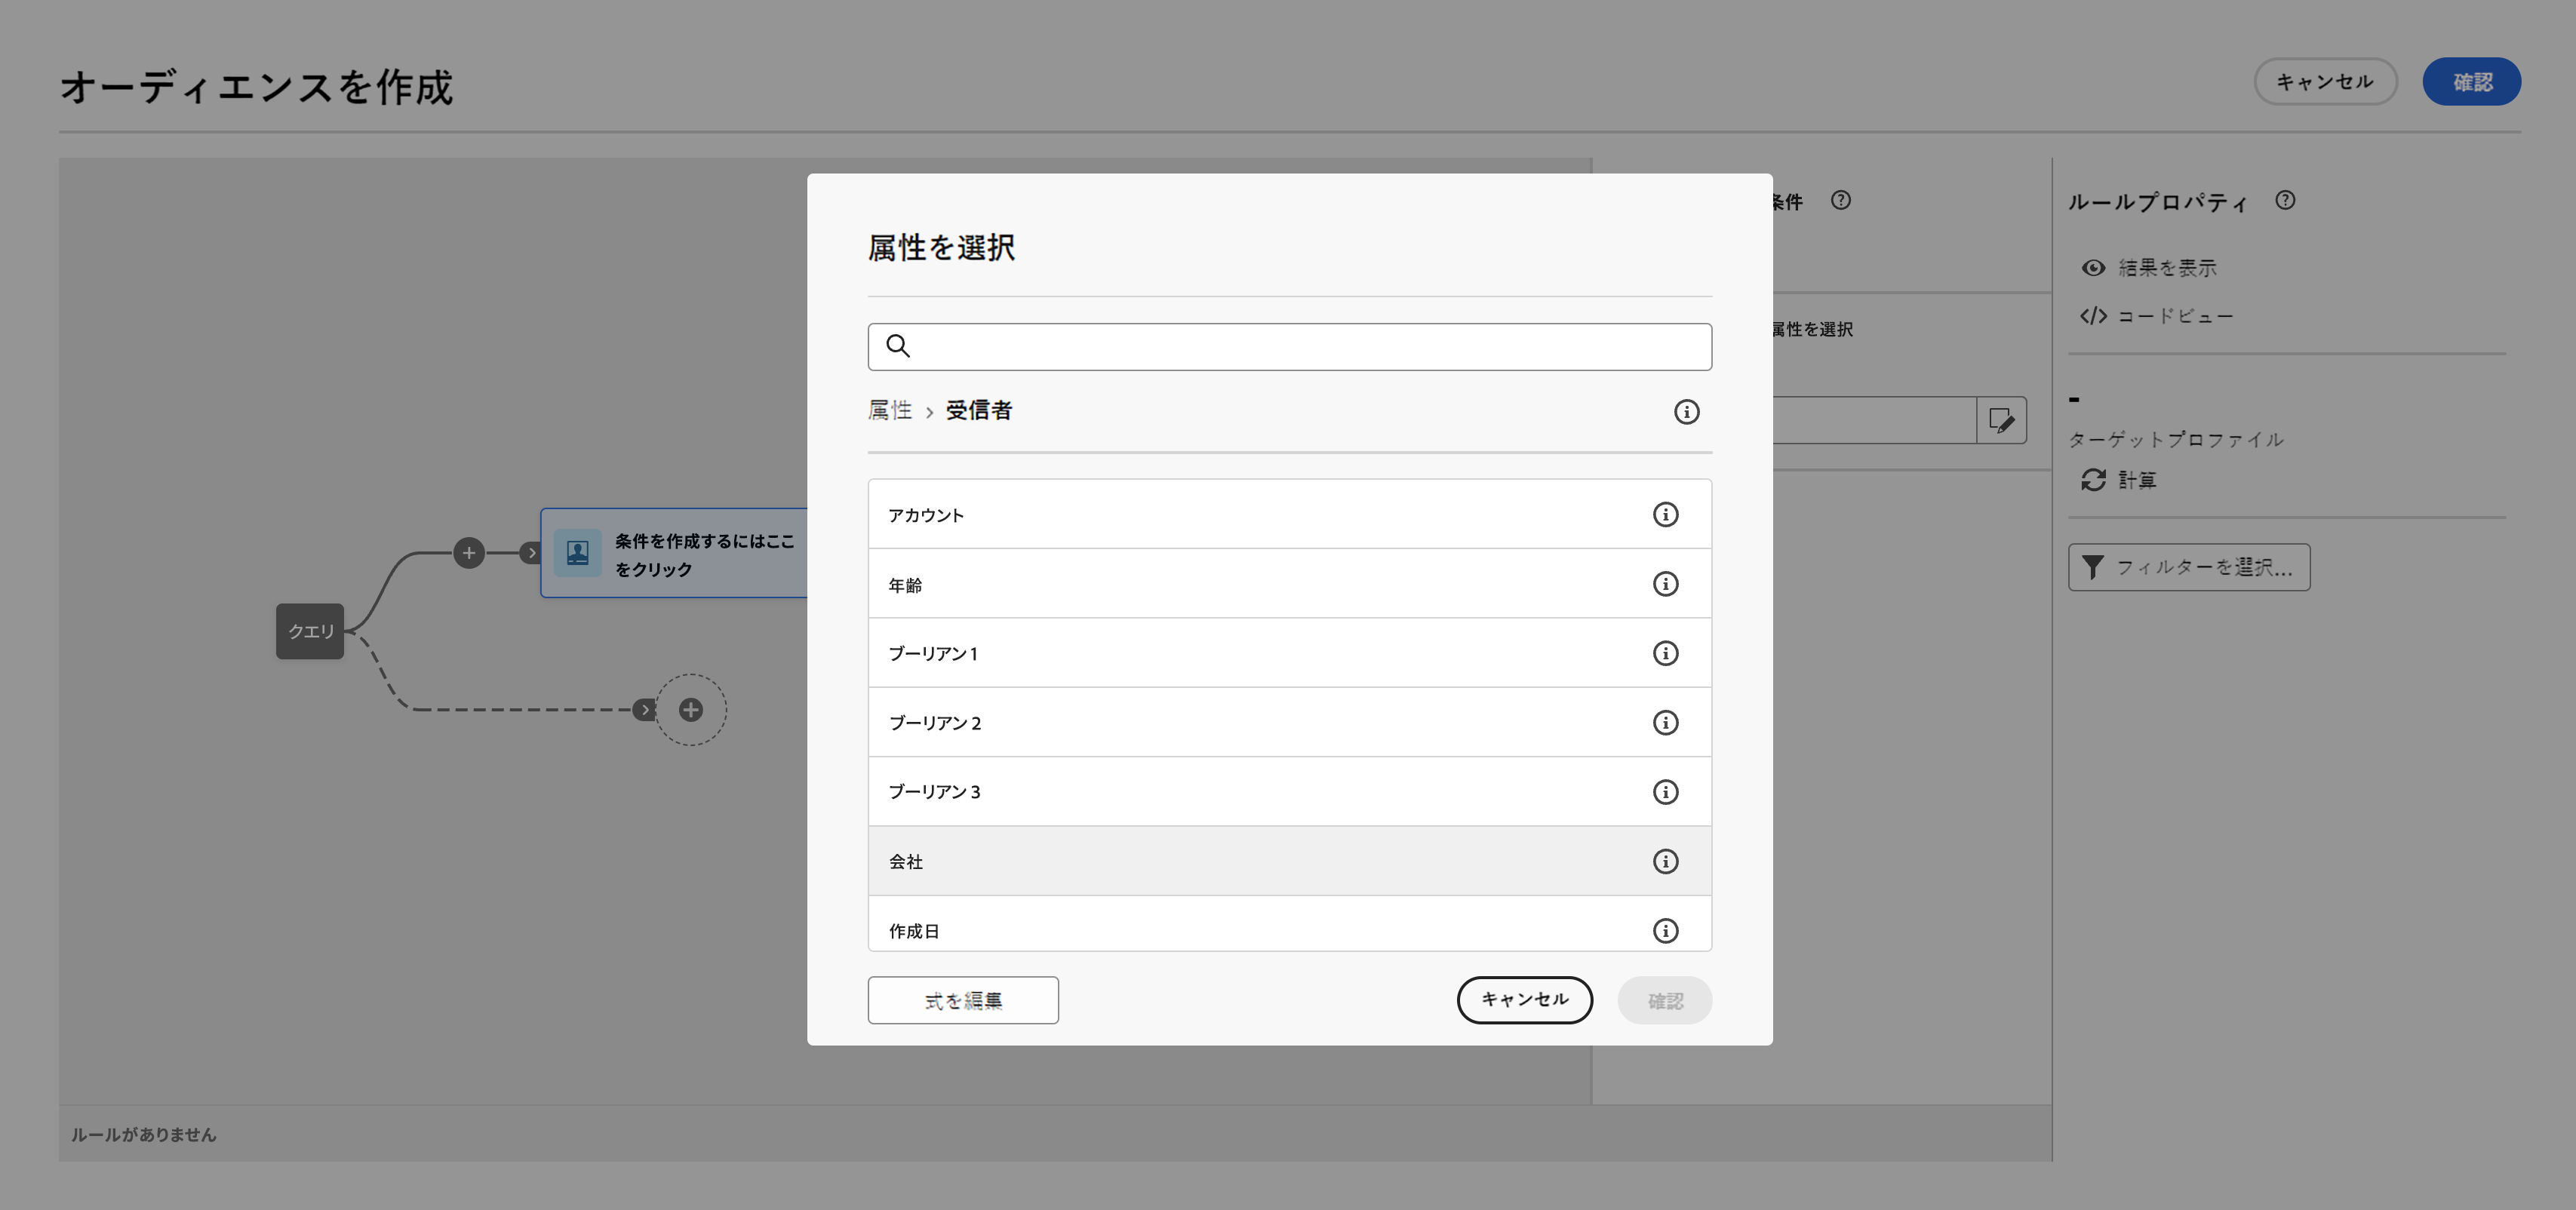 オーディエンスを作成
キャンセル
確認
条件を作成するにはここ
をクリック
クエリ
ルールがありません
属性を選択
属性 > 受信者
アカウント
年齢
ブーリアン 1
ブーリアン 2
ブーリアン 3
会社
作成日
式を編集
キャンセル
確認
条件
属性を選択
ルールプロパティ
結果を表示
コードビュー
-
ターゲットプロファイル
計算
フィルターを選択...